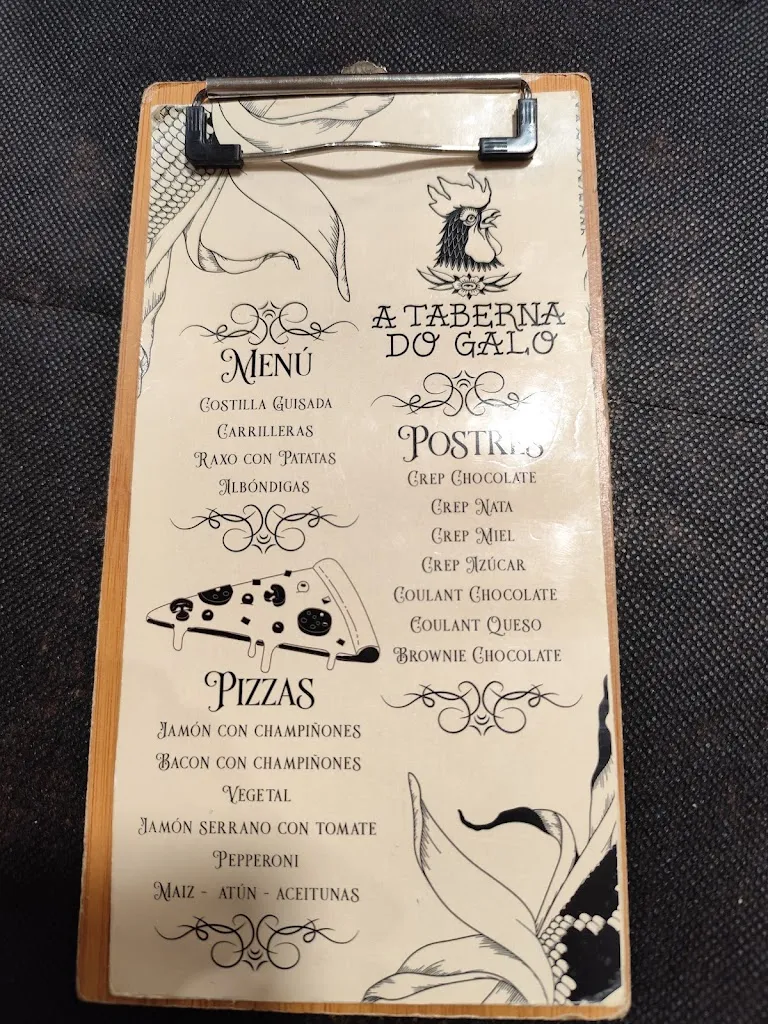 A TABERNA
DO GALO
MENÚ
COSTILLA GUISADA
CARRILLERAS
RAXO CON PATATAS
ALBÓNDIGAS
PIZZAS
JAMÓN CON CHAMPIÑONES
BACON CON CHAMPIÑONES
VEGETAL
JAMÓN SERRANO CON TOMATE
PEPPERONI
MAIZ - ATÚN - ACEITUNAS
POSTRES
CREP CHOCOLATE
CREP NATA
CREP MIEL
CREP AZÚCAR
COULANT CHOCOLATE
COULANT QUESO
BROWNIE CHOCOLATE